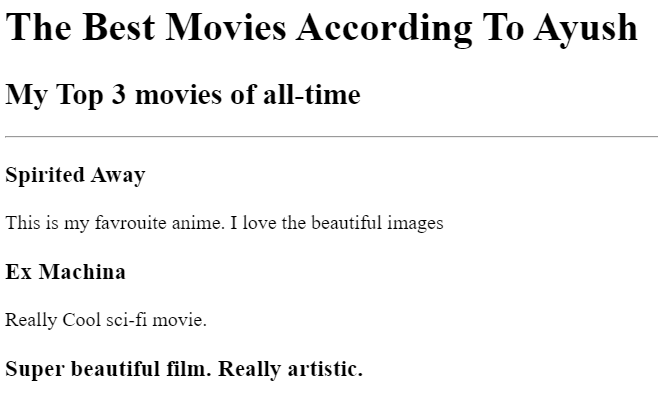 The Best Movies According To Ayush
My Top 3 movies of all-time
Spirited Away
This is my favrouite anime. I love the beautiful images
Ex Machina
Really Cool sci-fi movie.
Super beautiful film. Really artistic.